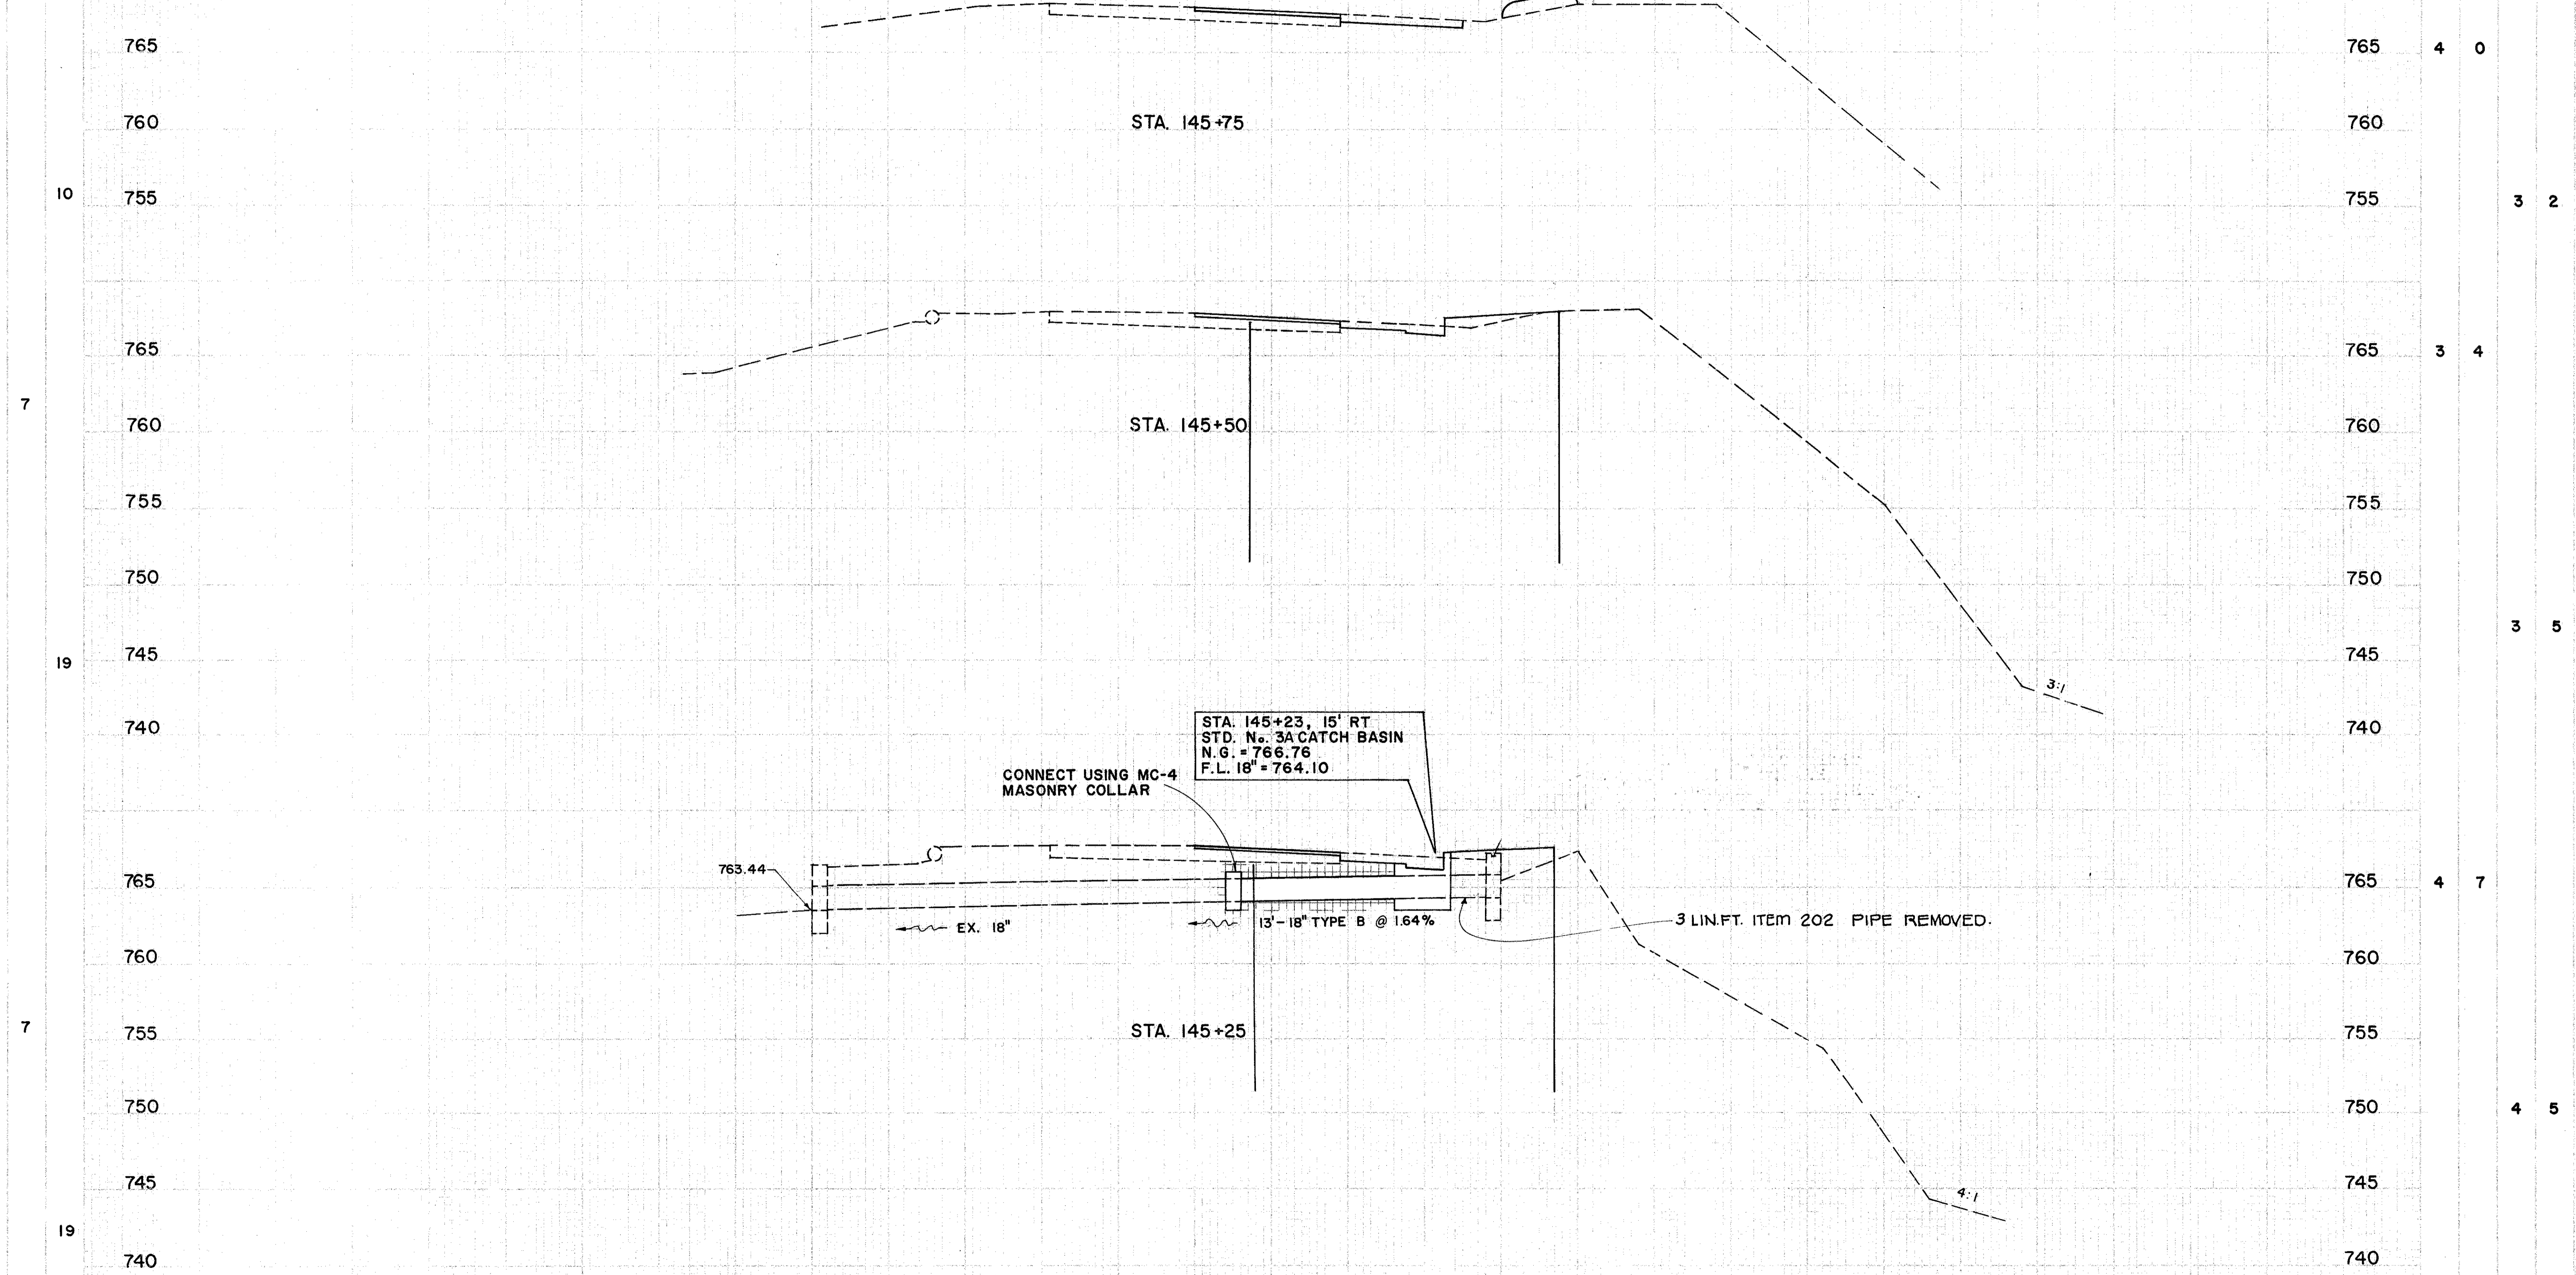 765 765 4 0
760 STA. 145+75 760
10 755 755 3 2
765 765 3 4
7
760 STA. 145+50 760
755 755
750 750
3 5
19 745 745
3:1
740 740
STA. 145+23, 15' RT
STD. No. 3A CATCH BASIN
N.G. = 766.76
F.L. 18" = 764.10
CONNECT USING MC-4
MASONRY COLLAR
763.44
765 765 4 7
3 LIN.FT. ITEM 202 PIPE REMOVED.
EX. 18" 13'-18" TYPE B @ 1.64%
760 760
7 755 STA. 145+25 755
750 750 4 5
745 745
4:1
19
740 740